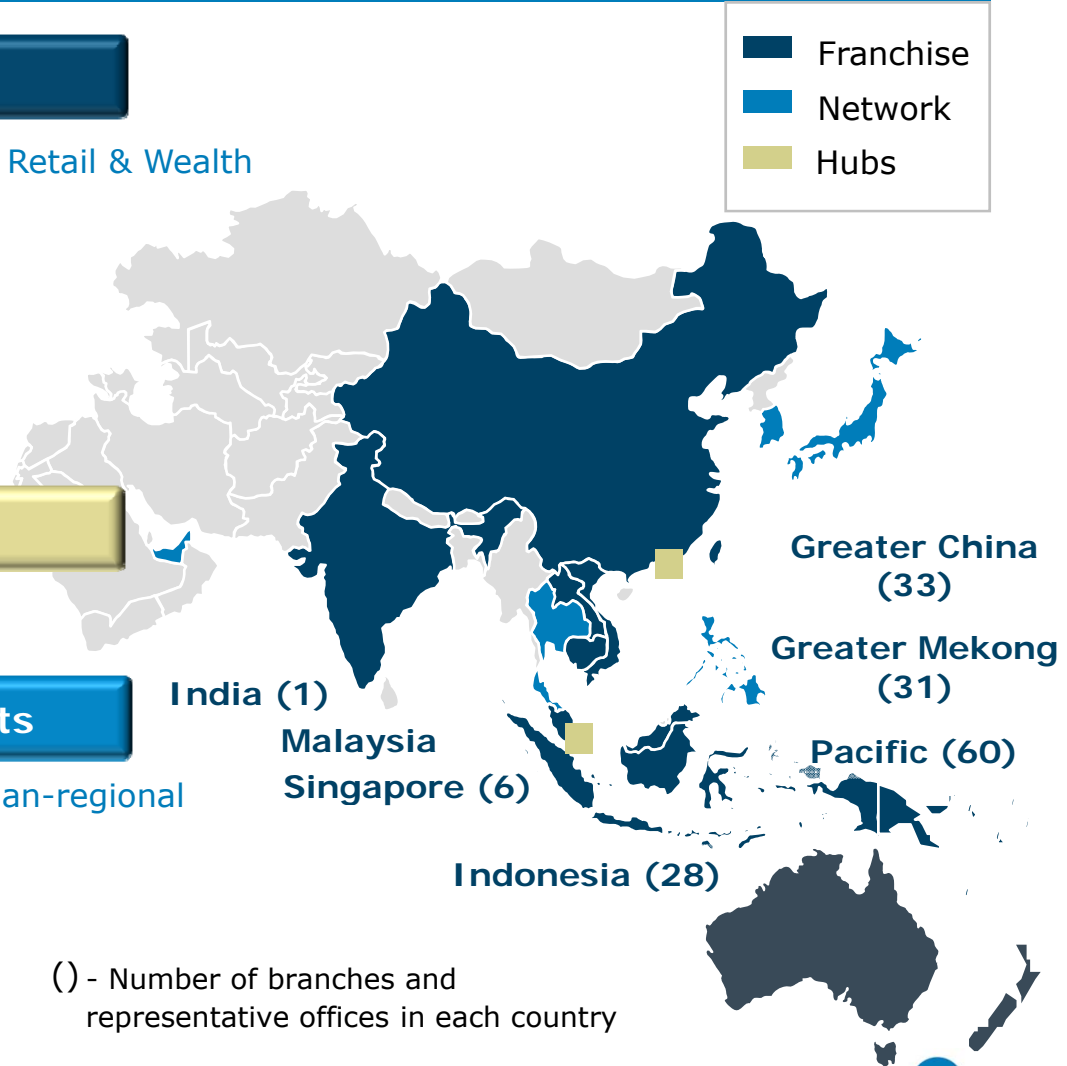 Franchise
Network
Hubs
Retail & Wealth
Greater China
(33)
Greater Mekong
(31)
India (1)
Malaysia
Singapore (6)
ts
Pacific (60)
an-regional
Indonesia (28)
() - Number of branches and
representative offices in each country